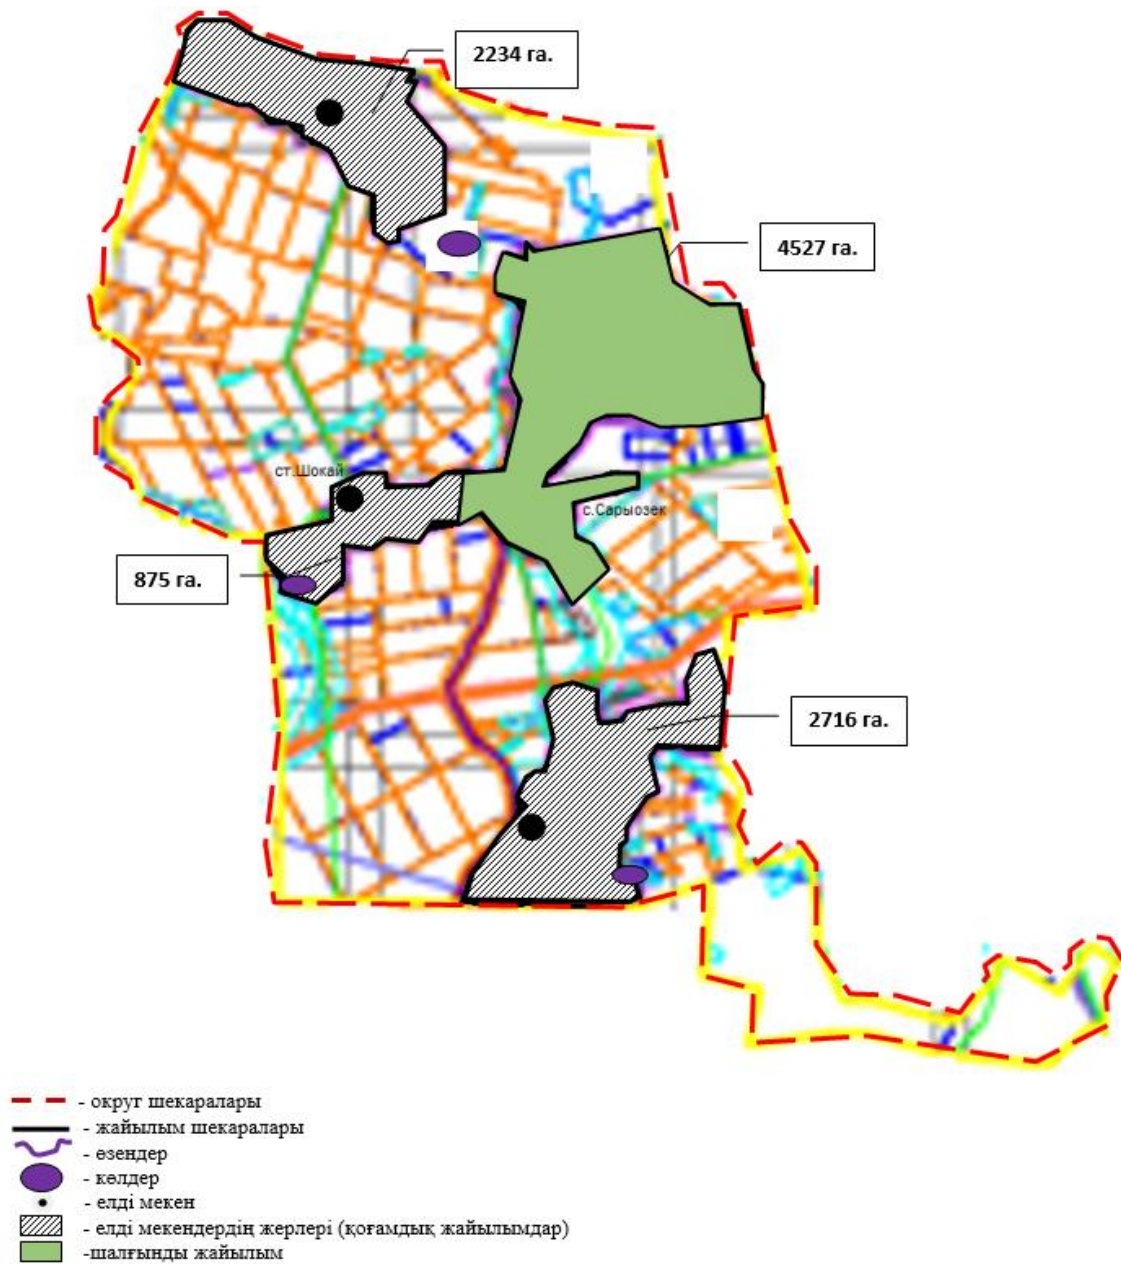 2234 га.
4527 га.
ст.Шокай
с.Сарыозек
875 га.
2716 га.
- округ шекаралары
- жайылым шекаралары
- өзендер
- көлдер
- елді мекен
- елді мекендердің жерлері (қоғамдық жайылымдар)
-шалғынды жайылым